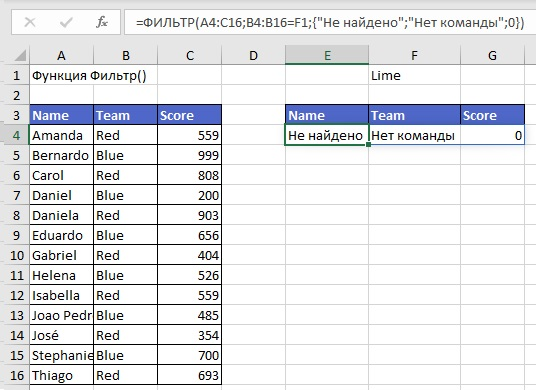 fx =ФИЛЬТР(A4:C16;B4:B16=F1;{"Не найдено";"Нет команды";0})
A B C D E F G
1 Функция Фильтр() Lime
2
3 Name Team Score Name Team Score
4 Amanda Red 559 Не найдено Нет команды 0
5 Bernardo Blue 999
6 Carol Red 808
7 Daniel Blue 200
8 Daniela Red 903
9 Eduardo Blue 656
10 Gabriel Red 404
11 Helena Blue 526
12 Isabella Red 559
13 Joao Pedr Blue 485
14 José Red 354
15 Stephanie Blue 700
16 Thiago Red 693